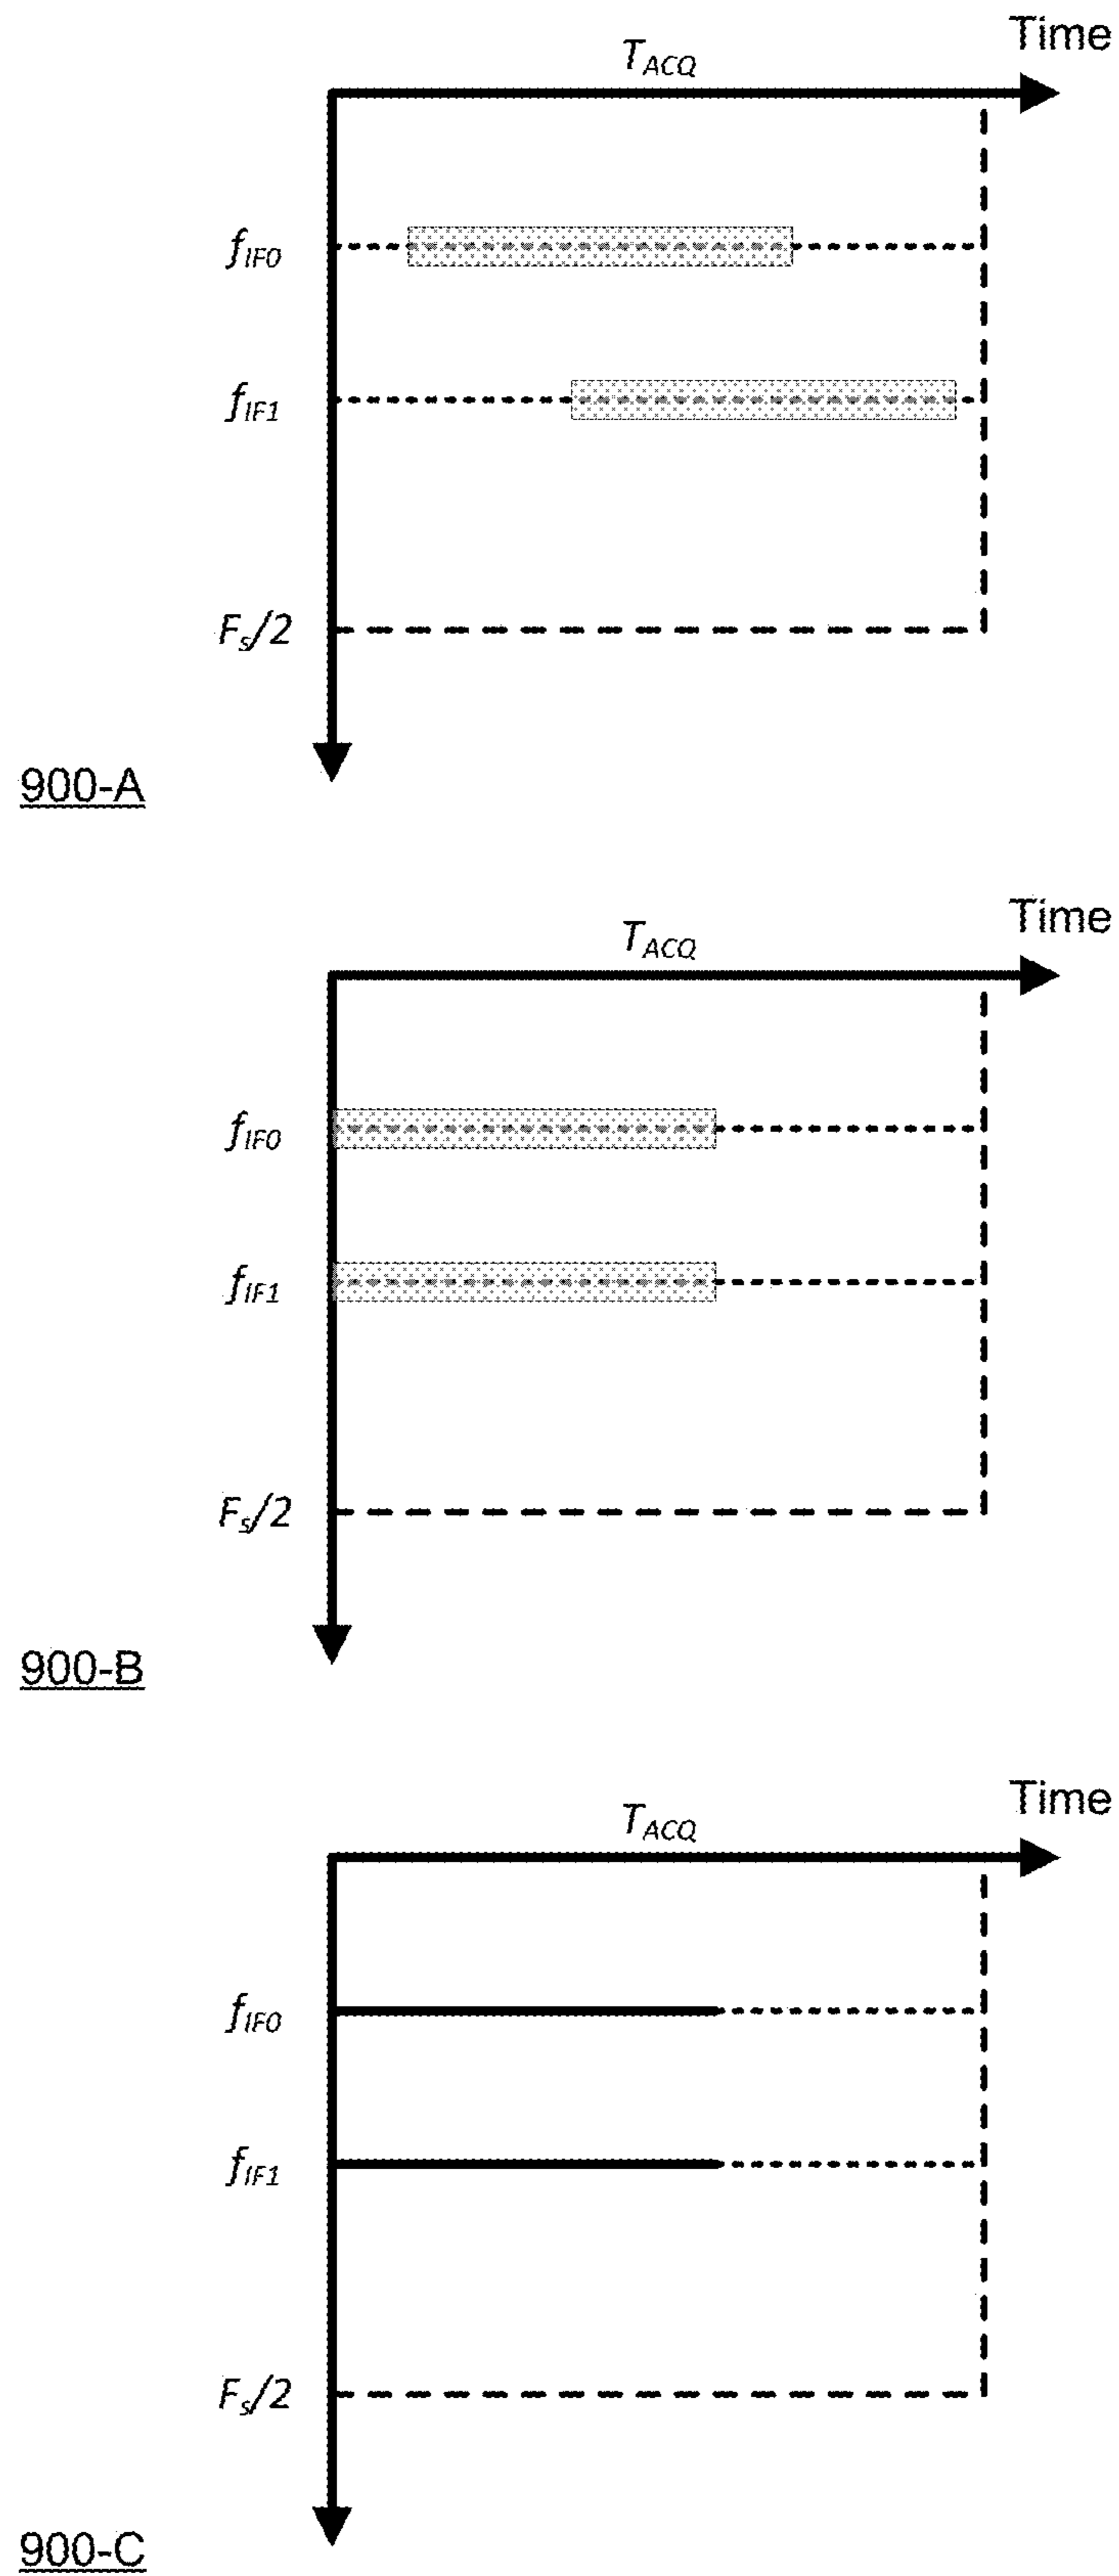 Time
T_ACQ
f_IF0
f_IF1
F_s/2
900-A
Time
T_ACQ
f_IF0
f_IF1
F_s/2
900-B
Time
T_ACQ
f_IF0
f_IF1
F_s/2
900-C